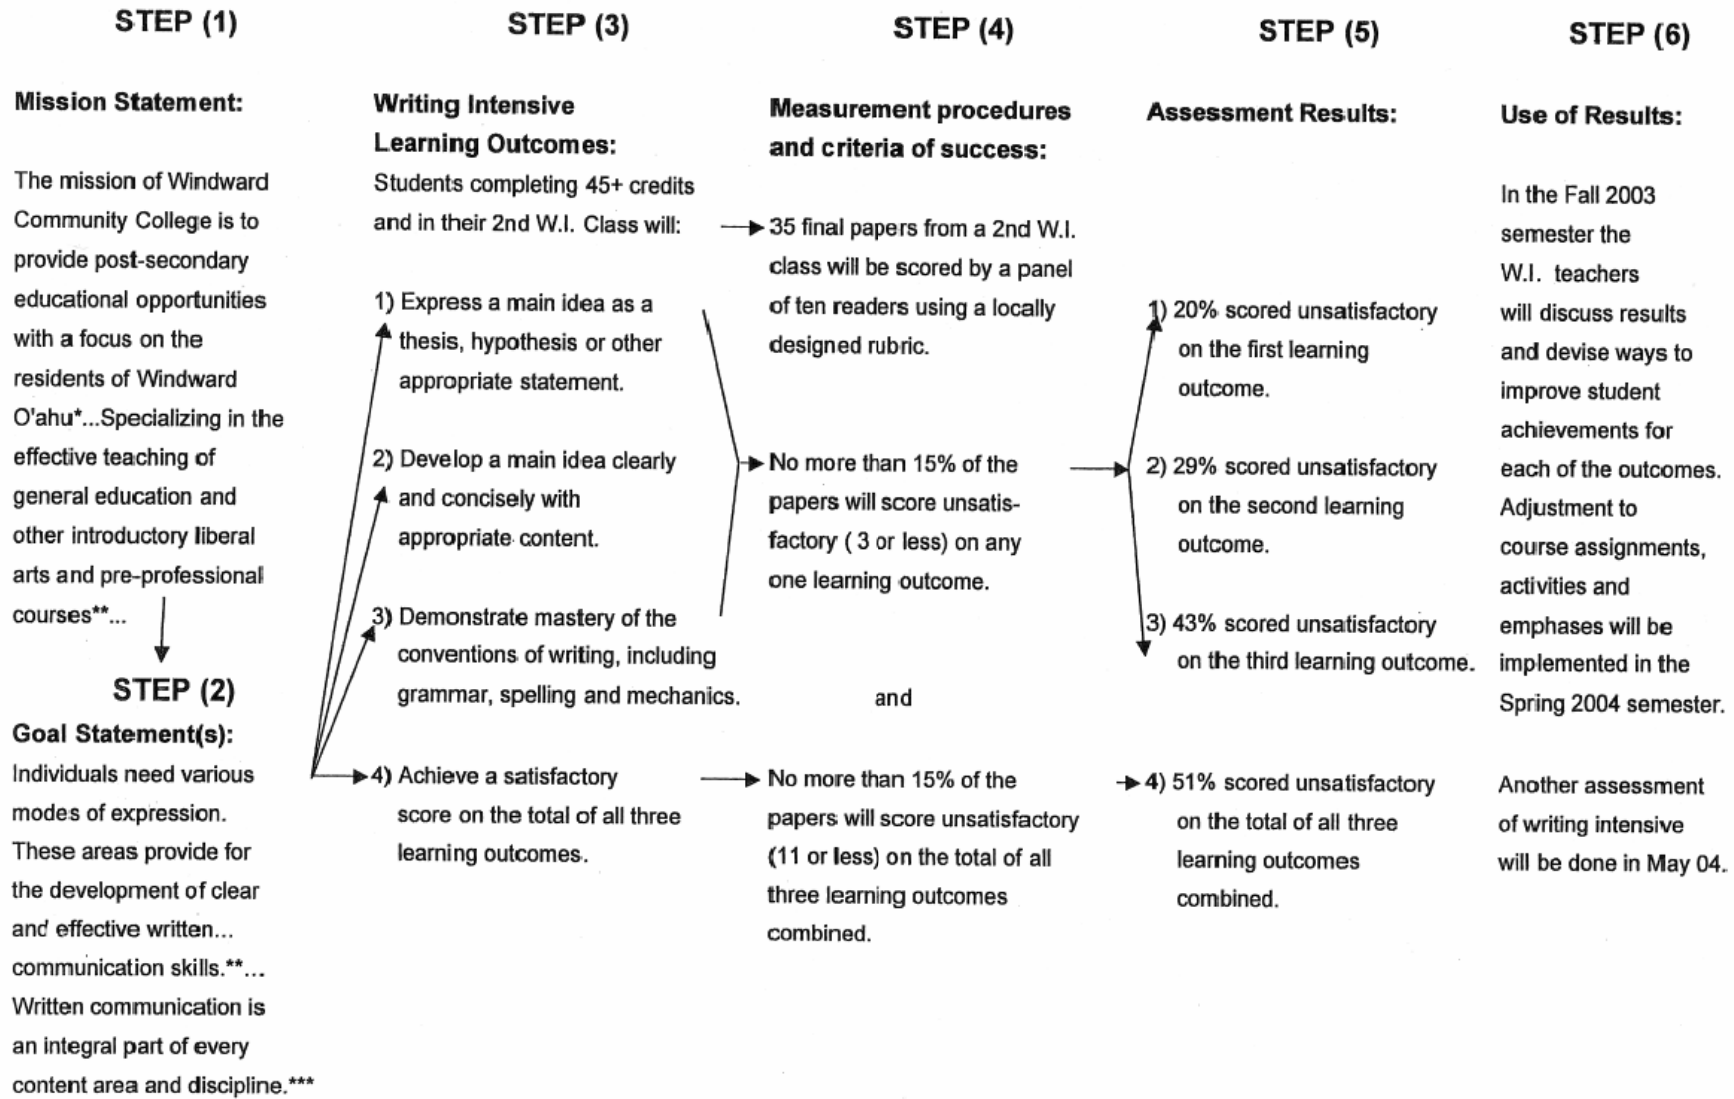 STEP (1)
Mission Statement:
The mission of Windward
Community College is to
provide post-secondary
educational opportunities
with a focus on the
residents of Windward
O'ahu*...Specializing in the
effective teaching of
general education and
other introductory liberal
arts and pre-professional
courses**...
STEP (2)
Goal Statement(s):
Individuals need various
modes of expression.
These areas provide for
the development of clear
and effective written...
communication skills.**...
Written communication is
an integral part of every
content area and discipline.***
STEP (3)
Writing Intensive
Learning Outcomes:
Students completing 45+ credits
and in their 2nd W.I. Class will:
1) Express a main idea as a
thesis, hypothesis or other
appropriate statement.
2) Develop a main idea clearly
and concisely with
appropriate content.
3) Demonstrate mastery of the
conventions of writing, including
grammar, spelling and mechanics.
4) Achieve a satisfactory
score on the total of all three
learning outcomes.
STEP (4)
Measurement procedures
and criteria of success:
35 final papers from a 2nd W.I.
class will be scored by a panel
of ten readers using a locally
designed rubric.
No more than 15% of the
papers will score unsatis-
factory ( 3 or less) on any
one learning outcome.
and
No more than 15% of the
papers will score unsatisfactory
(11 or less) on the total of all
three learning outcomes
combined.
STEP (5)
Assessment Results:
1) 20% scored unsatisfactory
on the first learning
outcome.
2) 29% scored unsatisfactory
on the second learning
outcome.
3) 43% scored unsatisfactory
on the third learning outcome.
4) 51% scored unsatisfactory
on the total of all three
learning outcomes
combined.
STEP (6)
Use of Results:
In the Fall 2003
semester the
W.I. teachers
will discuss results
and devise ways to
improve student
achievements for
each of the outcomes.
Adjustment to
course assignments,
activities and
emphases will be
implemented in the
Spring 2004 semester.
Another assessment
of writing intensive
will be done in May 04.